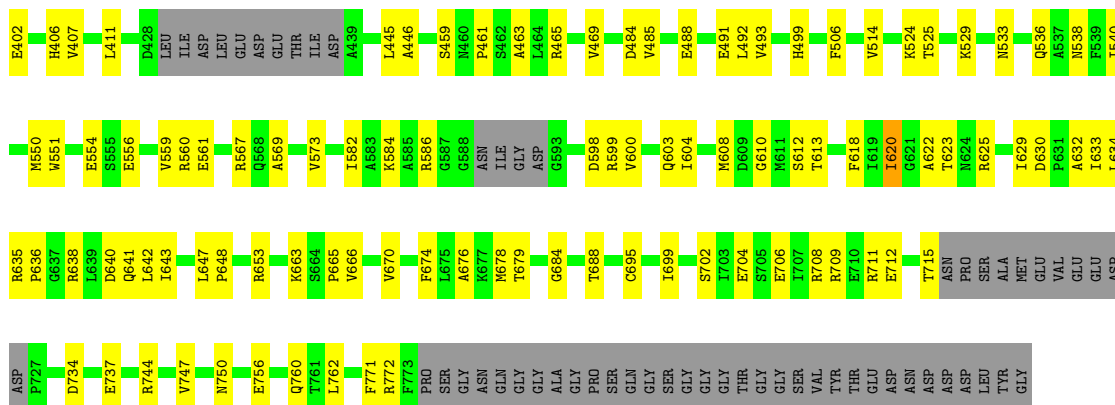 E402 H406 V407 L411 D428 LEU ILE ASP LEU GLU ASP GLU THR ILE ASP A439 L445 A446 S459 N460 P461 S462 A463 L464 R465 V469 D484 V485 E488 E491 L492 V493 H499 F506 V514 K524 T525 K529 N533 Q536 A537 N538 F539 I540
M550 W551 E554 S555 E556 V559 R560 E561 R567 Q568 A569 V573 I582 A583 K584 A585 R586 G587 G588 ASN ILE GLY ASP G593 D598 R599 V600 Q603 I604 M608 D609 G610 M611 S612 T613 F618 I619 I620 G621 A622 T623 N624 R625 I629 D630 P631 A632 I633 L634
R635 P636 G637 R638 L639 D640 Q641 L642 I643 L647 P648 R653 K663 S664 P665 V666 V670 F674 L675 A676 K677 M678 T679 G684 T688 C695 I699 S702 I703 E704 S705 E706 I707 R708 R709 E710 R711 E712 T715 ASN PRO SER ALA MET GLU VAL GLU GLU ASP
ASP P727 D734 E737 R744 V747 N750 E756 Q760 T761 L762 F771 R772 F773 PRO SER GLY ASN GLN GLY GLY ALA GLY PRO SER GLN GLY SER GLY GLY GLY THR GLY GLY SER VAL TYR THR GLU ASP ASN ASP ASP ASP LEU TYR GLY